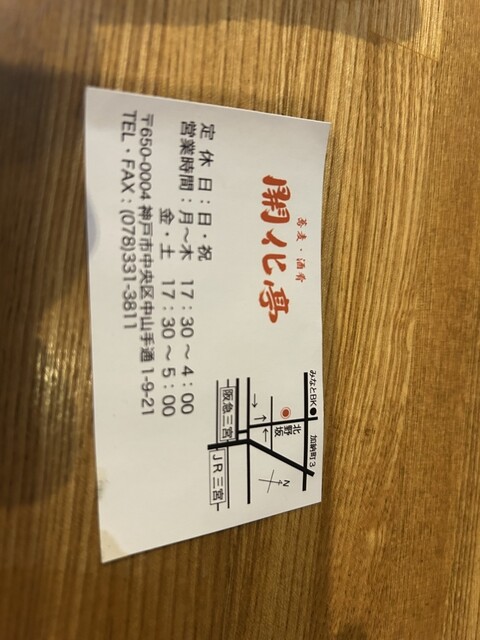 蕎麦・酒肴
開化亭
定休日：日・祝
営業時間：月～木 17：30～4：00
金・土 17：30～5：00
〒650-0004 神戸市中央区中山手通1-9-21
TEL・FAX：(078)331-3811
みなとBK
加納町3
北野坂
N
阪急三宮
JR三宮